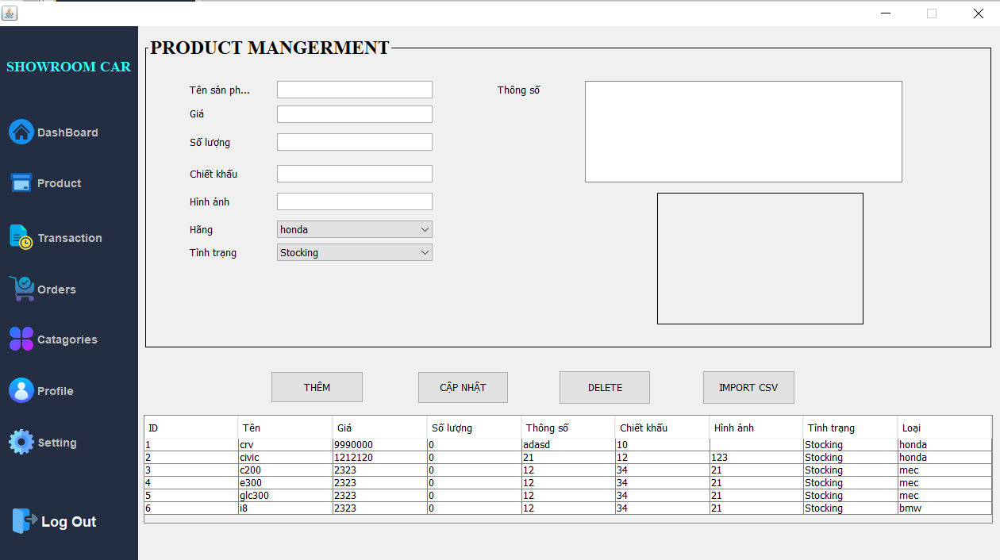 SHOWROOM CAR
DashBoard
Product
Transaction
Orders
Catagories
Profile
Setting
Log Out
PRODUCT MANGERMENT
Tên sản ph...
Giá
Số lượng
Chiết khấu
Hình ảnh
Hãng honda
Tình trạng Stocking
Thông số
THÊM CẬP NHẬT DELETE IMPORT CSV
ID Tên Giá Số lượng Thông số Chiết khấu Hình ảnh Tình trạng Loại
1 crv 9990000 0 adasd 10 Stocking honda
2 civic 1212120 0 21 12 123 Stocking honda
3 c200 2323 0 12 34 21 Stocking mec
4 e300 2323 0 12 34 21 Stocking mec
5 glc300 2323 0 12 34 21 Stocking mec
6 i8 2323 0 12 34 21 Stocking bmw